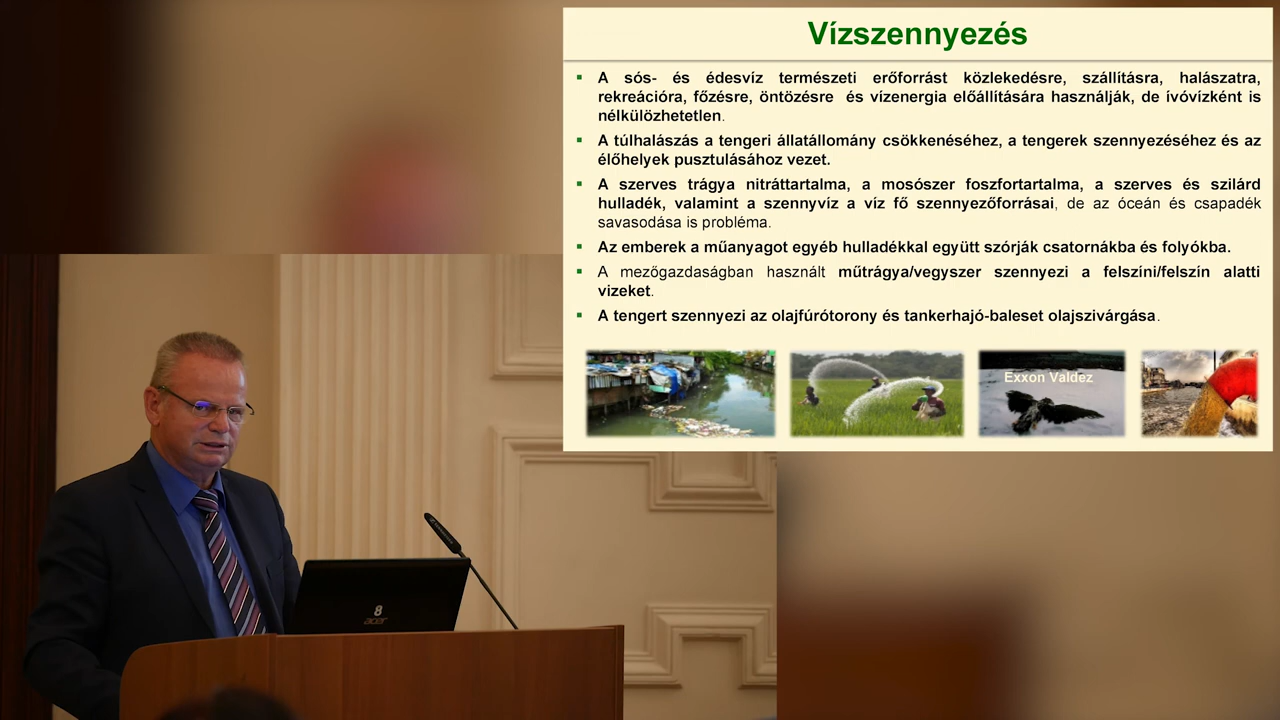 Vízszennyezés
▪ A sós- és édesvíz természeti erőforrást közlekedésre, szállításra, halászatra,
rekreációra, főzésre, öntözésre és vízenergia előállítására használják, de ívóvízként is
nélkülözhetetlen.
▪ A túlhalászás a tengeri állatállomány csökkenéséhez, a tengerek szennyezéséhez és az
élőhelyek pusztulásához vezet.
▪ A szerves trágya nitráttartalma, a mosószer foszfortartalma, a szerves és szilárd
hulladék, valamint a szennyvíz a víz fő szennyezőforrásai, de az óceán és csapadék
savasodása is probléma.
▪ Az emberek a műanyagot egyéb hulladékkal együtt szórják csatornákba és folyókba.
▪ A mezőgazdaságban használt műtrágya/vegyszer szennyezi a felszíni/felszín alatti
vizeket.
▪ A tengert szennyezi az olajfúrótorony és tankerhajó-baleset olajszivárgása.
Exxon Valdez
8
acer